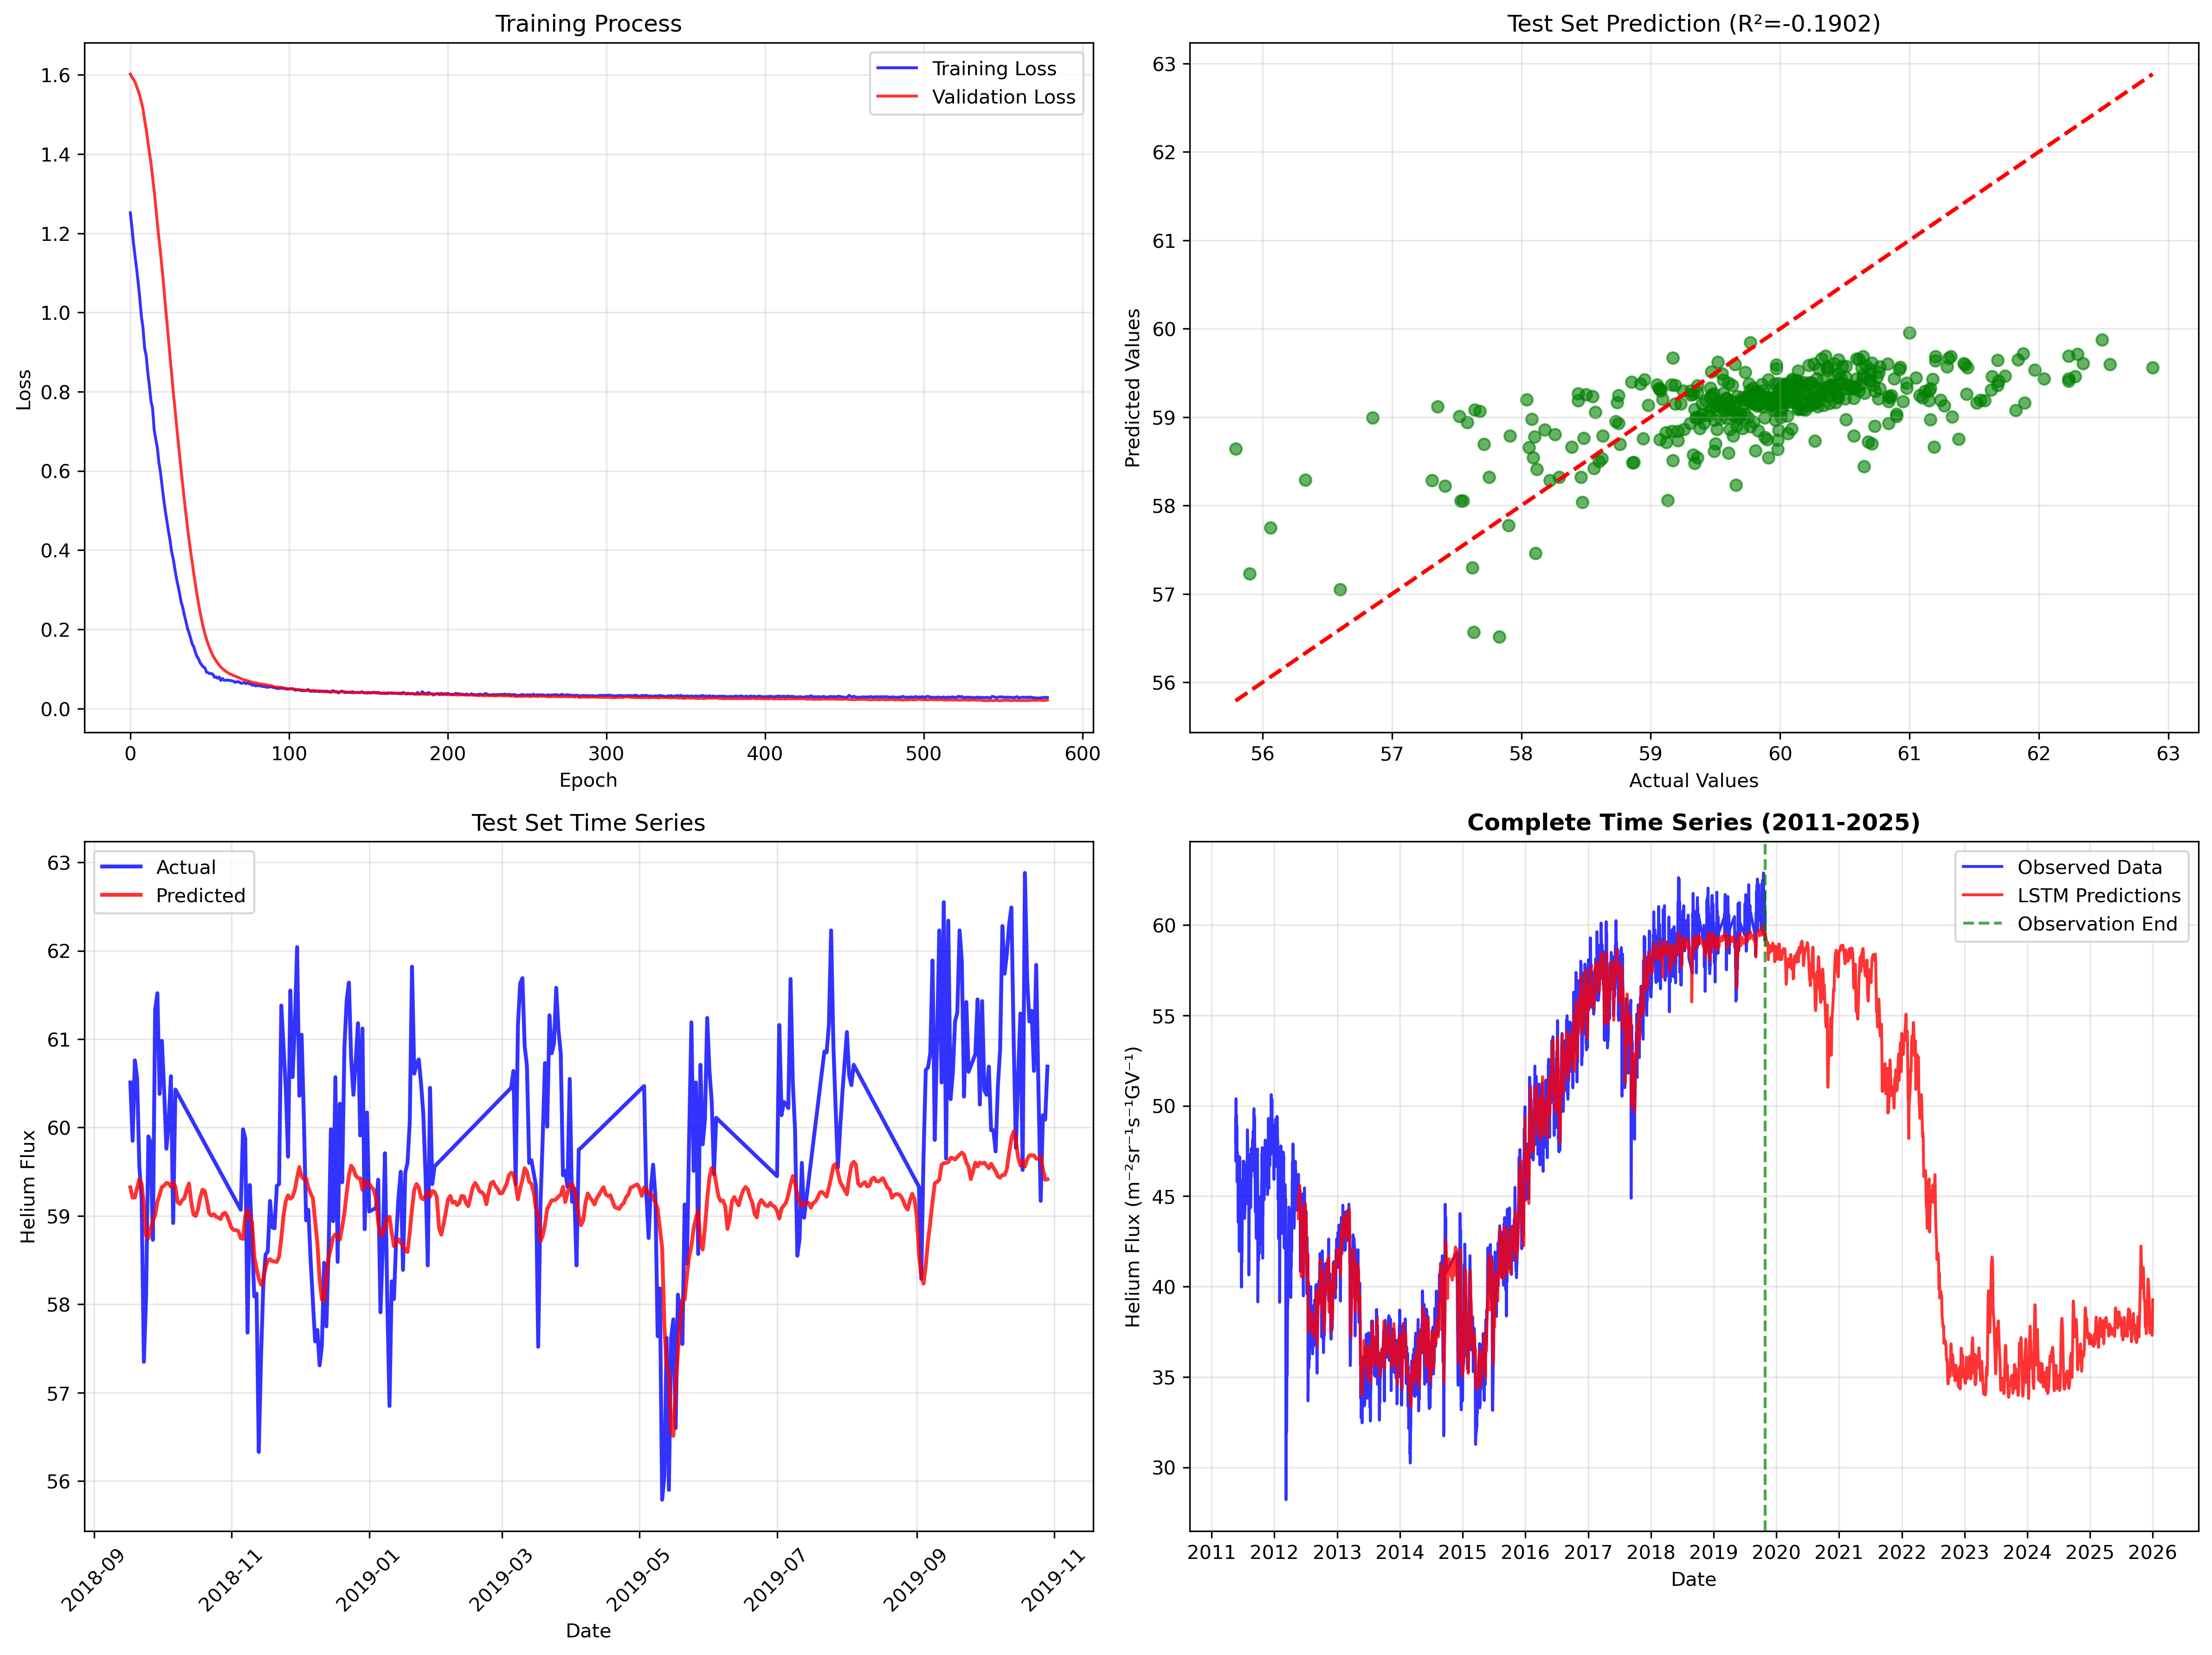 Training Process
Training Loss
Validation Loss
1.6
1.4
1.2
1.0
0.8
0.6
0.4
0.2
0.0
Loss
0 100 200 300 400 500 600
Epoch
Test Set Prediction (R²=-0.1902)
63
62
61
60
59
58
57
56
Predicted Values
56 57 58 59 60 61 62 63
Actual Values
Test Set Time Series
Actual
Predicted
63
62
61
60
59
58
57
56
Helium Flux
2018-09 2018-11 2019-01 2019-03 2019-05 2019-07 2019-09 2019-11
Date
Complete Time Series (2011-2025)
Observed Data
LSTM Predictions
Observation End
60
55
50
45
40
35
30
Helium Flux (m⁻²sr⁻¹s⁻¹GV⁻¹)
2011 2012 2013 2014 2015 2016 2017 2018 2019 2020 2021 2022 2023 2024 2025 2026
Date